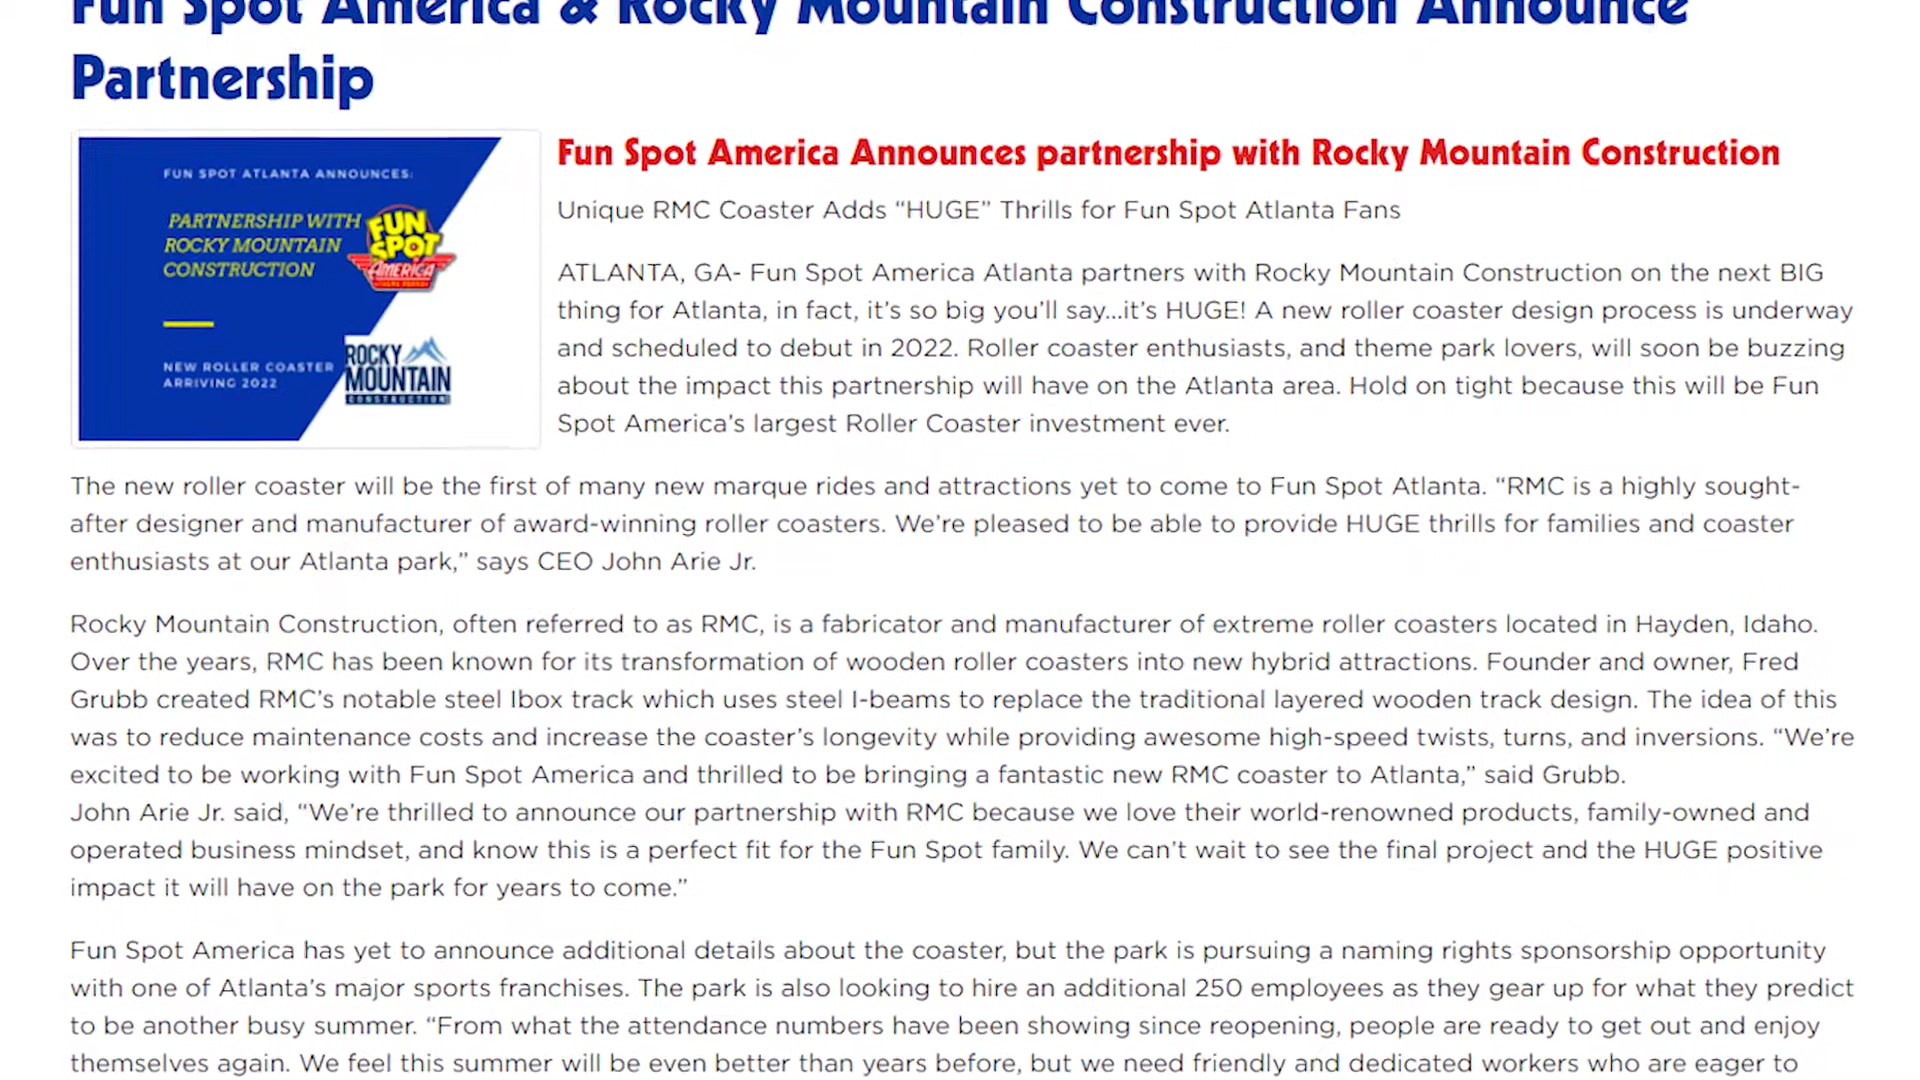 Fun Spot America & Rocky Mountain Construction Announce
Partnership
FUN SPOT ATLANTA ANNOUNCES:
PARTNERSHIP WITH
ROCKY MOUNTAIN
CONSTRUCTION
FUN
SPOT
AMERICA
NEW ROLLER COASTER
ARRIVING 2022
ROCKY
MOUNTAIN
CONSTRUCTION
Fun Spot America Announces partnership with Rocky Mountain Construction
Unique RMC Coaster Adds “HUGE” Thrills for Fun Spot Atlanta Fans
ATLANTA, GA- Fun Spot America Atlanta partners with Rocky Mountain Construction on the next BIG
thing for Atlanta, in fact, it’s so big you’ll say...it’s HUGE! A new roller coaster design process is underway
and scheduled to debut in 2022. Roller coaster enthusiasts, and theme park lovers, will soon be buzzing
about the impact this partnership will have on the Atlanta area. Hold on tight because this will be Fun
Spot America’s largest Roller Coaster investment ever.
The new roller coaster will be the first of many new marque rides and attractions yet to come to Fun Spot Atlanta. “RMC is a highly sought-
after designer and manufacturer of award-winning roller coasters. We’re pleased to be able to provide HUGE thrills for families and coaster
enthusiasts at our Atlanta park,” says CEO John Arie Jr.
Rocky Mountain Construction, often referred to as RMC, is a fabricator and manufacturer of extreme roller coasters located in Hayden, Idaho.
Over the years, RMC has been known for its transformation of wooden roller coasters into new hybrid attractions. Founder and owner, Fred
Grubb created RMC’s notable steel Ibox track which uses steel I-beams to replace the traditional layered wooden track design. The idea of this
was to reduce maintenance costs and increase the coaster’s longevity while providing awesome high-speed twists, turns, and inversions. “We’re
excited to be working with Fun Spot America and thrilled to be bringing a fantastic new RMC coaster to Atlanta,” said Grubb.
John Arie Jr. said, “We’re thrilled to announce our partnership with RMC because we love their world-renowned products, family-owned and
operated business mindset, and know this is a perfect fit for the Fun Spot family. We can’t wait to see the final project and the HUGE positive
impact it will have on the park for years to come.”
Fun Spot America has yet to announce additional details about the coaster, but the park is pursuing a naming rights sponsorship opportunity
with one of Atlanta’s major sports franchises. The park is also looking to hire an additional 250 employees as they gear up for what they predict
to be another busy summer. “From what the attendance numbers have been showing since reopening, people are ready to get out and enjoy
themselves again. We feel this summer will be even better than years before, but we need friendly and dedicated workers who are eager to